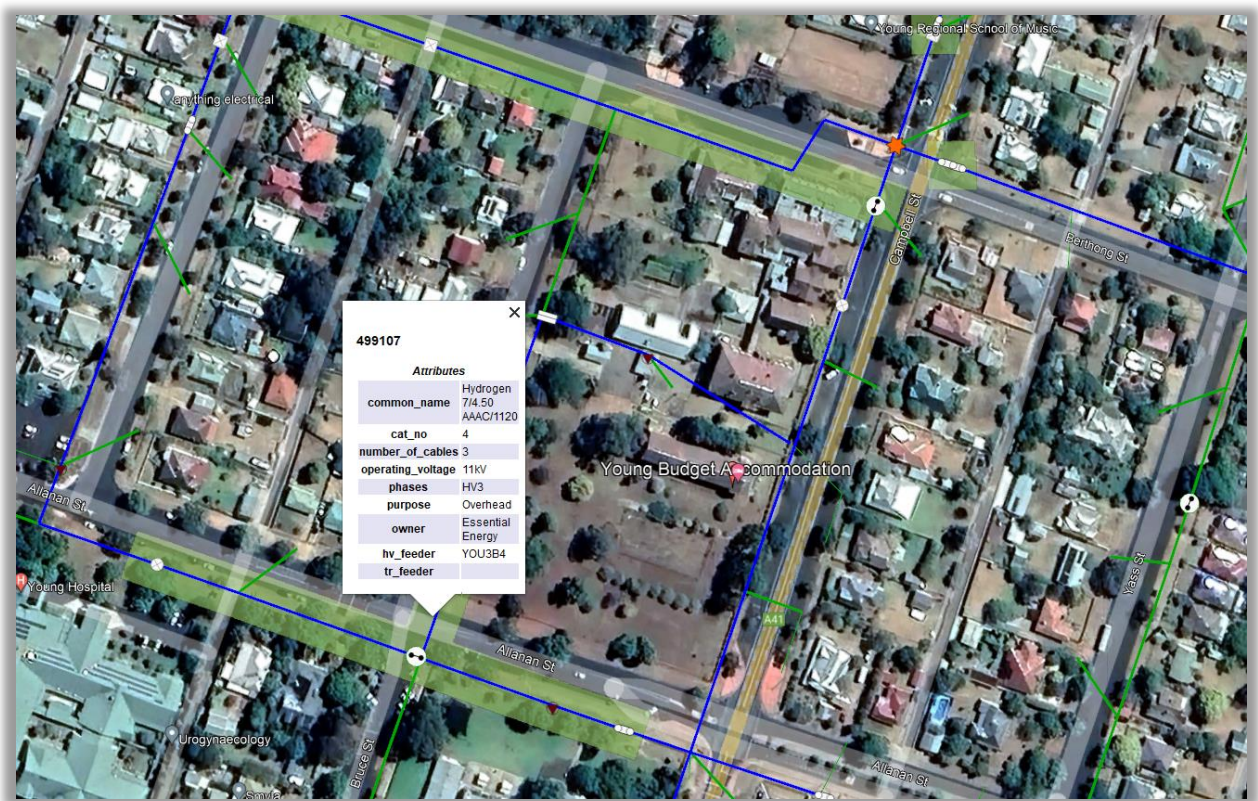 Young Regional School of Music
anything electrical
Campbell St
Berthong St
×
499107
Attributes
common_name Hydrogen
7/4.50
AAAC/1120
cat_no 4
number_of_cables 3
operating_voltage 11kV
phases HV3
purpose Overhead
owner Essential
Energy
hv_feeder YOU3B4
tr_feeder
Young Budget Accommodation
Allanan St
Yass St
H
Young Hospital
A41
Allanan St
Urogynaecology
Bruce St
Allanan St
Smyla